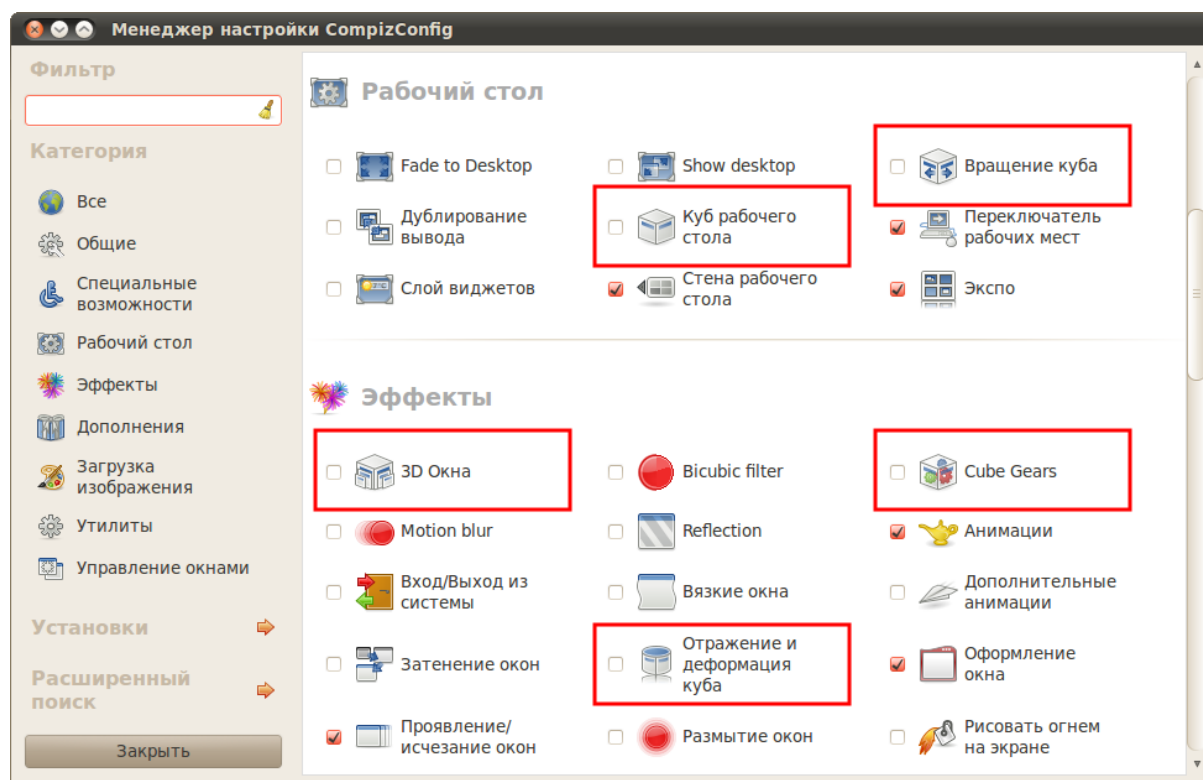 Менеджер настройки CompizConfig
Фильтр
Категория
Все
Общие
Специальные
возможности
Рабочий стол
Эффекты
Дополнения
Загрузка
изображения
Утилиты
Управление окнами
Установки
Расширенный
поиск
Закрыть
Рабочий стол
Fade to Desktop
Show desktop
Вращение куба
Дублирование
вывода
Куб рабочего
стола
Переключатель
рабочих мест
Слой виджетов
Стена рабочего
стола
Экспо
Эффекты
3D Окна
Bicubic filter
Cube Gears
Motion blur
Reflection
Анимации
Вход/Выход из
системы
Вязкие окна
Дополнительные
анимации
Затенение окон
Отражение и
деформация
куба
Оформление
окна
Проявление/
исчезание окон
Размытие окон
Рисовать огнем
на экране